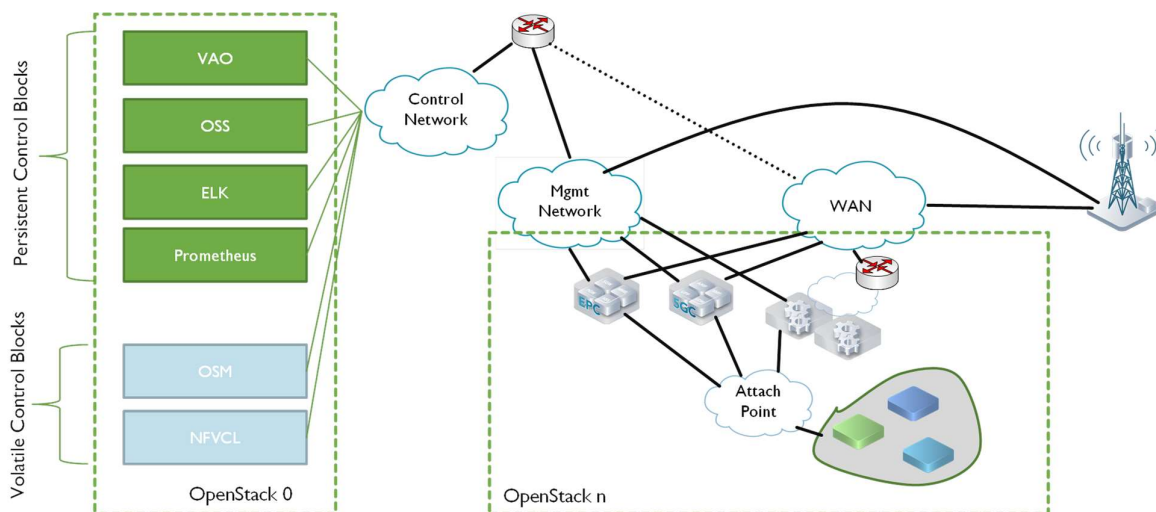 Persistent Control Blocks
VAO
OSS
ELK
Prometheus
Volatile Control Blocks
OSM
NFVCL
OpenStack 0
Control
Network
Mgmt
Network
WAN
EPC
5GC
Attach
Point
OpenStack n